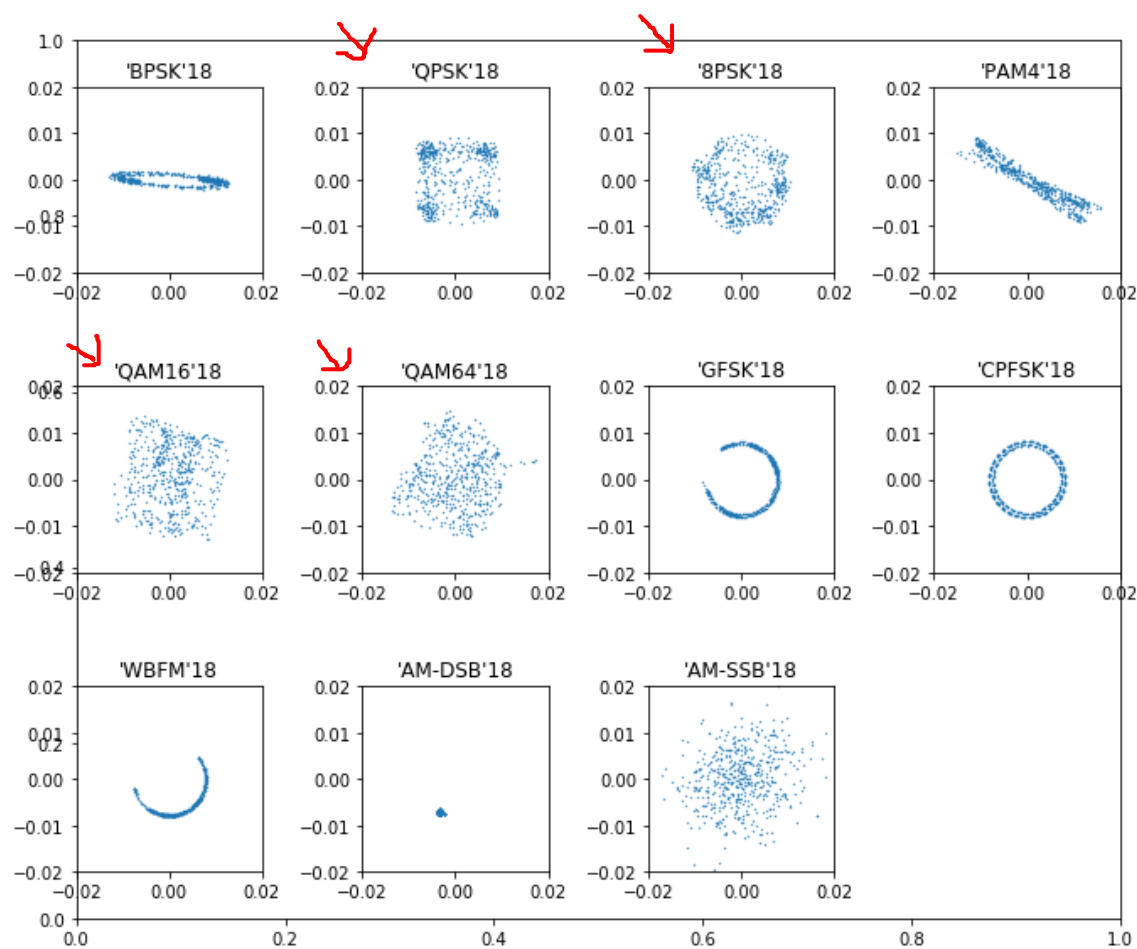 1.0
'BPSK'18 'QPSK'18 '8PSK'18 'PAM4'18
0.02 0.02 0.02 0.02
0.01 0.01 0.01 0.01
0.00 0.00 0.00 0.00
0.8
−0.01 −0.01 −0.01 −0.01
−0.02 −0.02 −0.02 −0.02
−0.02 0.00 0.02 −0.02 0.00 0.02 −0.02 0.00 0.02 −0.02 0.00 0.02
'QAM16'18 'QAM64'18 'GFSK'18 'CPFSK'18
0.02 0.02 0.02 0.02
0.6
0.01 0.01 0.01 0.01
0.00 0.00 0.00 0.00
−0.01 −0.01 −0.01 −0.01
0.4
−0.02 −0.02 −0.02 −0.02
−0.02 0.00 0.02 −0.02 0.00 0.02 −0.02 0.00 0.02 −0.02 0.00 0.02
'WBFM'18 'AM-DSB'18 'AM-SSB'18
0.02 0.02 0.02
0.01 0.01 0.01
0.2
0.00 0.00 0.00
−0.01 −0.01 −0.01
−0.02 −0.02 −0.02
−0.02 0.00 0.02 −0.02 0.00 0.02 −0.02 0.00 0.02
0.0
0.0 0.2 0.4 0.6 0.8 1.0